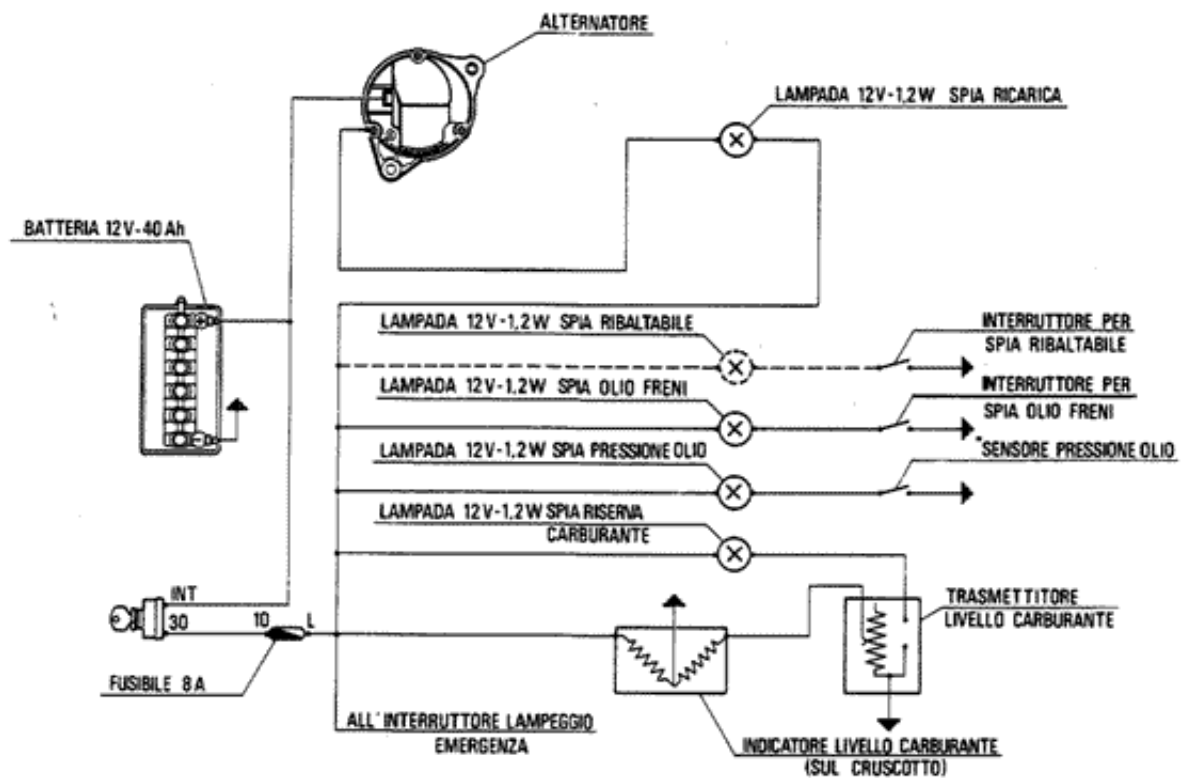 ALTERNATORE
LAMPADA 12V-1,2W SPIA RICARICA
BATTERIA 12V-40Ah
LAMPADA 12V-1,2W SPIA RIBALTABILE
INTERRUTTORE PER
SPIA RIBALTABILE
LAMPADA 12V-1,2W SPIA OLIO FRENI
INTERRUTTORE PER
SPIA OLIO FRENI
LAMPADA 12V-1,2W SPIA PRESSIONE OLIO
SENSORE PRESSIONE OLIO
LAMPADA 12V-1,2W SPIA RISERVA
CARBURANTE
INT
30
10
L
TRASMETTITORE
LIVELLO CARBURANTE
FUSIBILE 8A
ALL'INTERRUTTORE LAMPEGGIO
EMERGENZA
INDICATORE LIVELLO CARBURANTE
(SUL CRUSCOTTO)